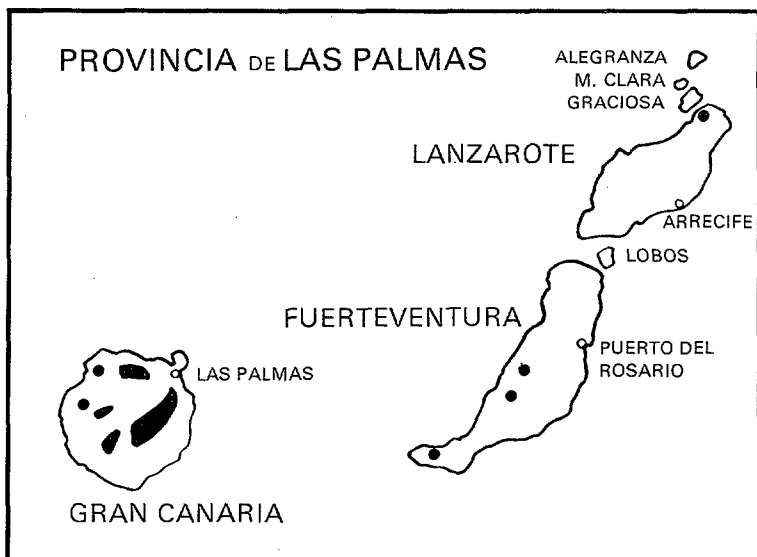 PROVINCIA DE LAS PALMAS
ALEGRANZA
M. CLARA
GRACIOSA
LANZAROTE
ARRECIFE
LOBOS
FUERTEVENTURA
PUERTO DEL
ROSARIO
LAS PALMAS
GRAN CANARIA